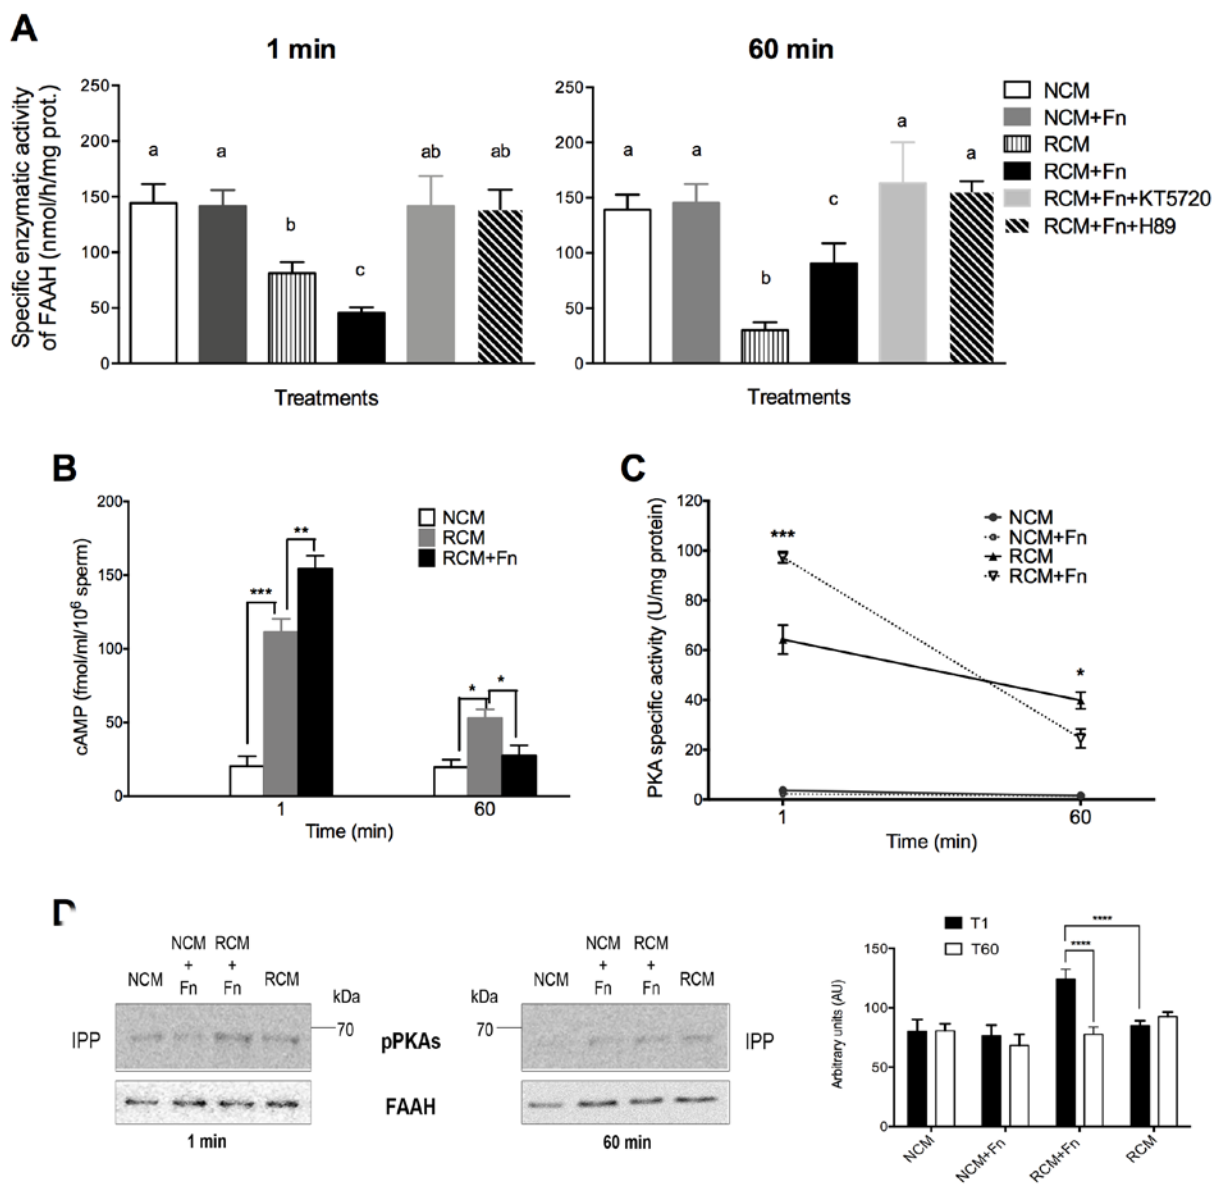 A
1 min
60 min
Specific enzymatic activity
of FAAH (nmol/h/mg prot.)
250
200
150
100
50
0
a
a
b
c
ab
ab
Treatments
250
200
150
100
50
0
a
a
b
c
a
a
Treatments
NCM
NCM+Fn
RCM
RCM+Fn
RCM+Fn+KT5720
RCM+Fn+H89
B
cAMP (fmol/ml/10⁶ sperm)
200
150
100
50
0
***
**
*
*
1
60
Time (min)
NCM
RCM
RCM+Fn
C
PKA specific activity (U/mg protein)
120
100
80
60
40
20
0
***
*
1
60
Time (min)
NCM
NCM+Fn
RCM
RCM+Fn
D
NCM RCM
+ +
NCM Fn Fn RCM
kDa
IPP
70
pPKAs
FAAH
1 min
NCM RCM
+ +
NCM Fn Fn RCM
kDa
70
IPP
60 min
T1
T60
Arbitrary units (AU)
150
100
50
0
****
****
NCM
NCM+Fn
RCM+Fn
RCM